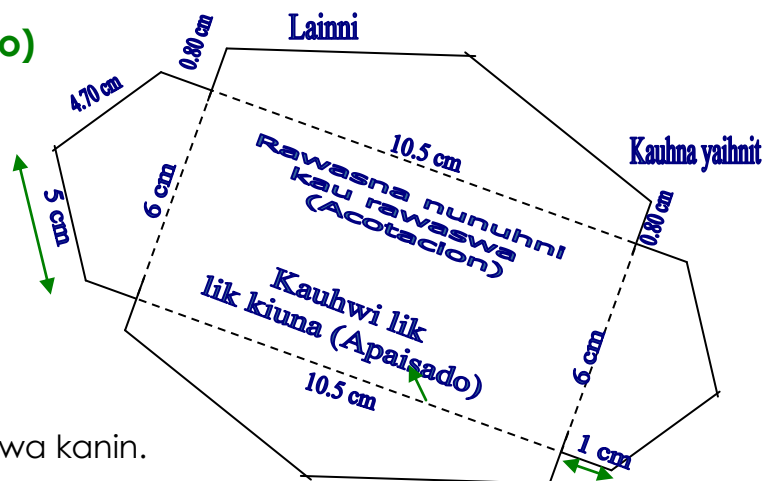 o)
Lainni
0.80 cm
4.70 cm
10.5 cm
Kauhna yaihnit
Rawasna nunuhni
kau rawaswa
(Acotacion)
6 cm
5 cm
0.80 cm
Kauhwi lik
lik kiuna (Apaisado)
6 cm
10.5 cm
1 cm
wa kanin.